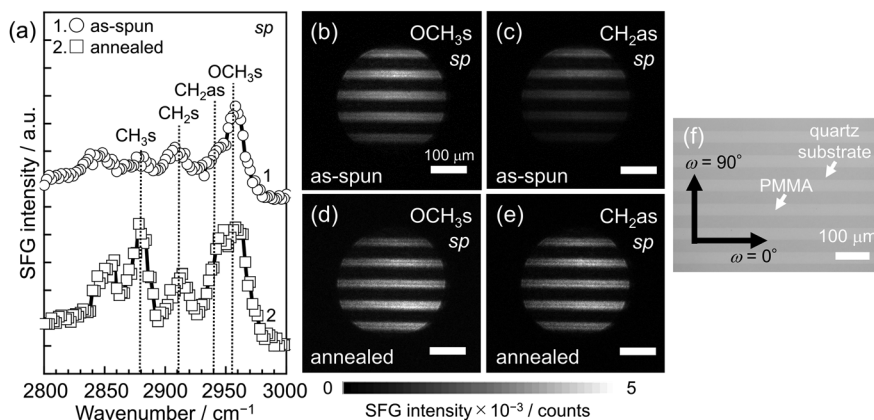 (a)
1. ○ as-spun
2. □ annealed
sp
OCH3s
CH2as
CH2s
CH3s
1
2
SFG intensity / a.u.
2800 2850 2900 2950 3000
Wavenumber / cm−1
(b)
OCH3s
sp
100 μm
as-spun
(c)
CH2as
sp
as-spun
(d)
OCH3s
sp
annealed
(e)
CH2as
sp
annealed
0 5
SFG intensity × 10−3 / counts
(f)
quartz
substrate
ω = 90°
PMMA
100 μm
ω = 0°